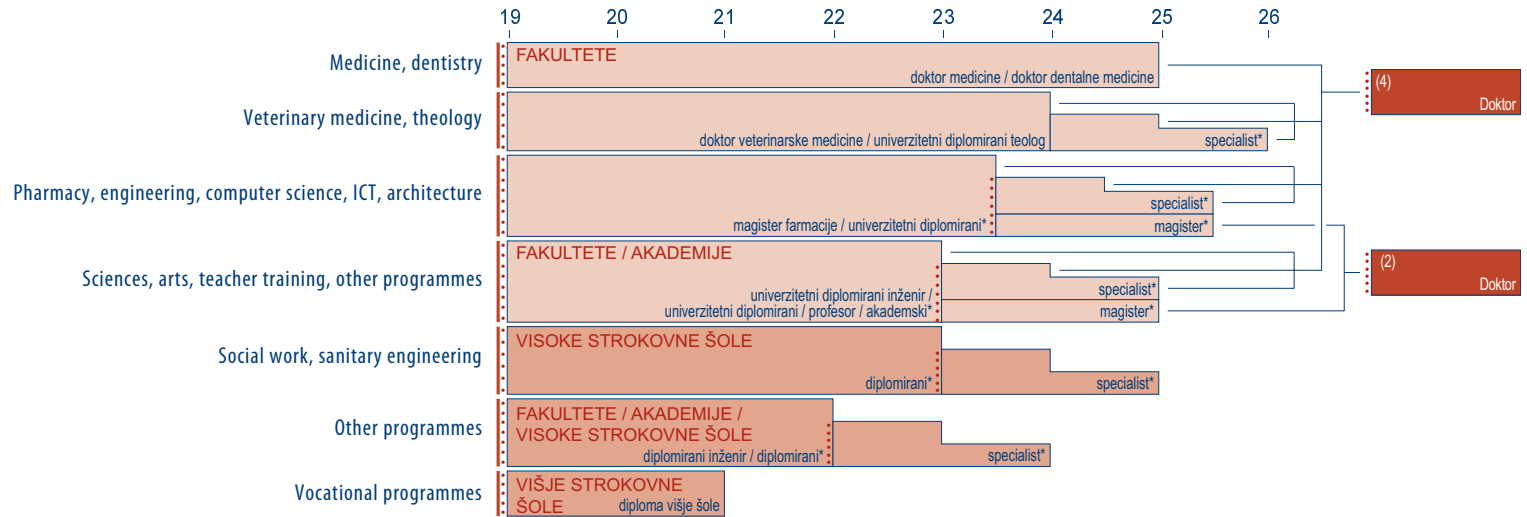 19 20 21 22 23 24 25 26
Medicine, dentistry
FAKULTETE
doktor medicine / doktor dentalne medicine
(4)
Doktor
Veterinary medicine, theology
doktor veterinarske medicine / univerzitetni diplomirani teolog
specialist*
Pharmacy, engineering, computer science, ICT, architecture
specialist*
magister farmacije / univerzitetni diplomirani*
magister*
FAKULTETE / AKADEMIJE
(2)
Doktor
Sciences, arts, teacher training, other programmes
specialist*
univerzitetni diplomirani inženir /
univerzitetni diplomirani / profesor / akademski*
magister*
VISOKE STROKOVNE ŠOLE
Social work, sanitary engineering
diplomirani*
specialist*
FAKULTETE / AKADEMIJE /
VISOKE STROKOVNE ŠOLE
Other programmes
diplomirani inženir / diplomirani*
specialist*
Vocational programmes
VIŠJE STROKOVNE
ŠOLE
diploma višje šole